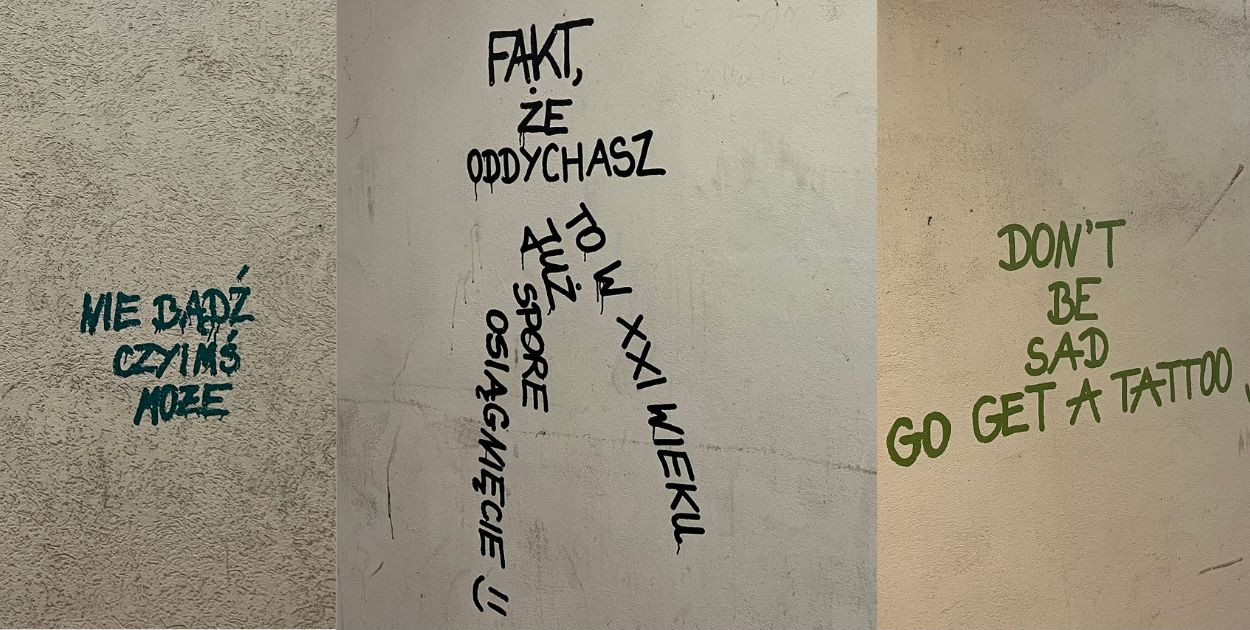 NIE BĄDŹ
CZYIMŚ
MOŻE
FAKT,
ŻE
ODDYCHASZ
TO W XXI WIEKU
JUŻ
SPORE
OSIĄGNIĘCIE !!
DON'T
BE
SAD
GO GET A TATTOO